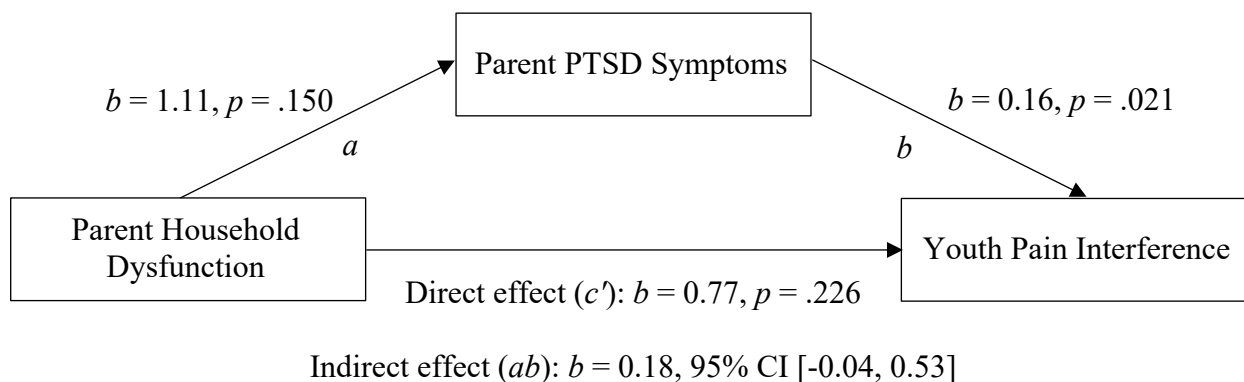 Parent PTSD Symptoms
b = 1.11, p = .150
b = 0.16, p = .021
a
b
Parent Household
Dysfunction
Youth Pain Interference
Direct effect (c'): b = 0.77, p = .226
Indirect effect (ab): b = 0.18, 95% CI [-0.04, 0.53]